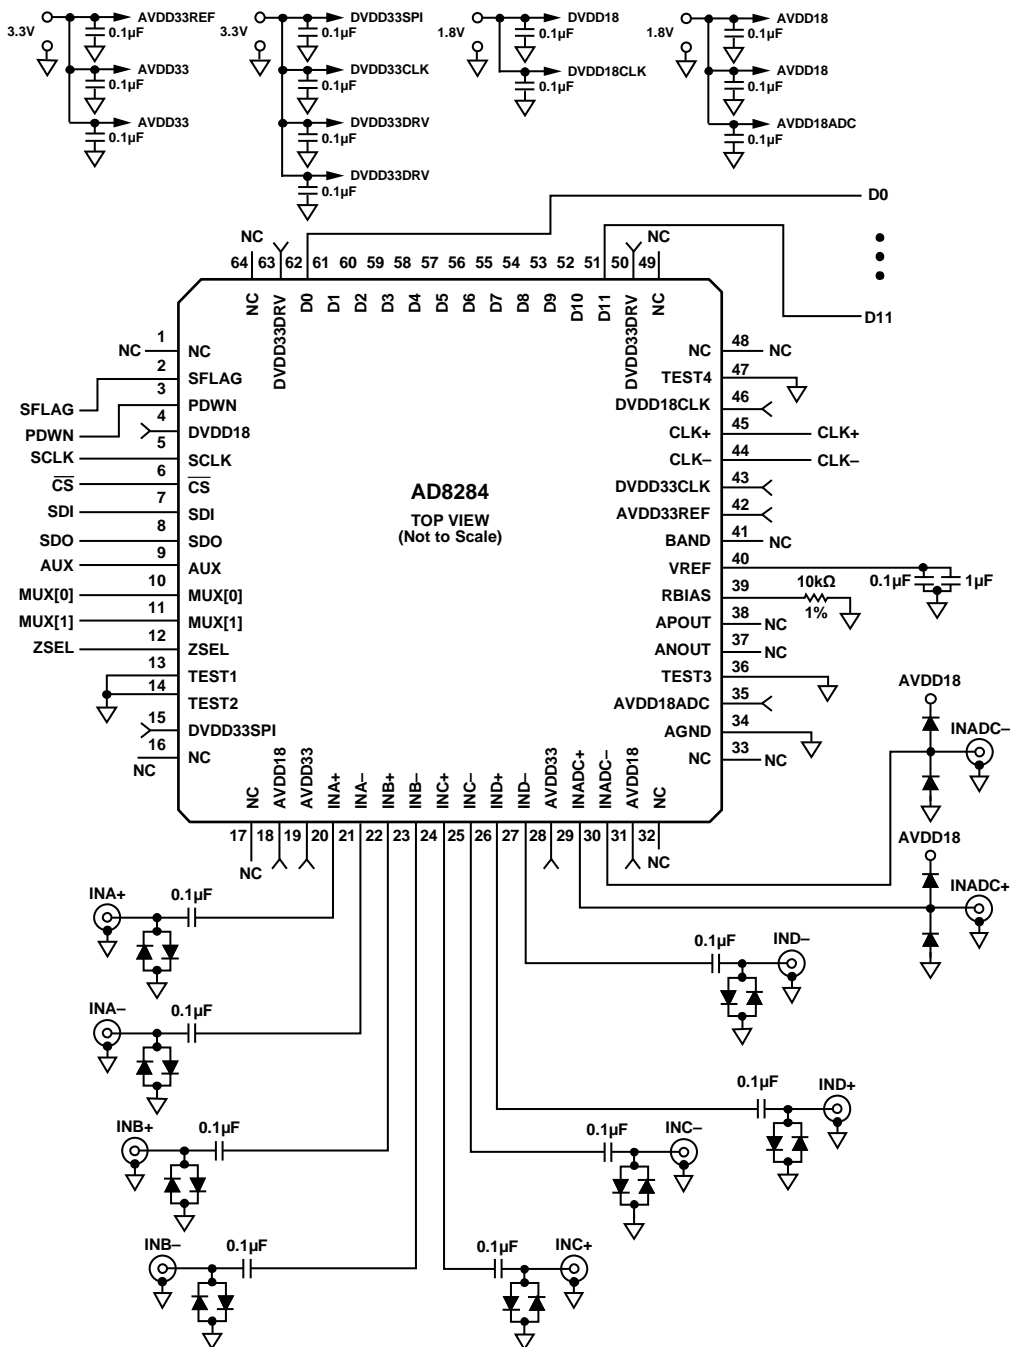 3.3V
AVDD33REF
0.1µF
AVDD33
0.1µF
AVDD33
0.1µF
3.3V
DVDD33SPI
0.1µF
DVDD33CLK
0.1µF
DVDD33DRV
0.1µF
DVDD33DRV
0.1µF
1.8V
DVDD18
0.1µF
DVDD18CLK
0.1µF
1.8V
AVDD18
0.1µF
AVDD18
0.1µF
AVDD18ADC
0.1µF
D0
D11
NC
NC
64 63 62 61 60 59 58 57 56 55 54 53 52 51 50 49
NC
DVDD33DRV
D0
D1
D2
D3
D4
D5
D6
D7
D8
D9
D10
D11
DVDD33DRV
NC
NC 1 NC
SFLAG 2 SFLAG
PDWN 3 PDWN
4 DVDD18
SCLK 5 SCLK
CS 6 CS
SDI 7 SDI
SDO 8 SDO
AUX 9 AUX
MUX[0] 10 MUX[0]
MUX[1] 11 MUX[1]
ZSEL 12 ZSEL
13 TEST1
14 TEST2
15 DVDD33SPI
NC 16 NC
AD8284
TOP VIEW
(Not to Scale)
NC 48 NC
TEST4 47
DVDD18CLK 46
CLK+ 45 CLK+
CLK– 44 CLK–
DVDD33CLK 43
AVDD33REF 42
BAND 41 NC
VREF 40
0.1µF
1µF
RBIAS 39
10kΩ
1%
APOUT 38 NC
ANOUT 37 NC
TEST3 36
AVDD18ADC 35
AGND 34
NC 33 NC
NC
AVDD18
AVDD33
INA+
INA–
INB+
INB–
INC+
INC–
IND+
IND–
AVDD33
INADC+
INADC–
AVDD18
NC
17 18 19 20 21 22 23 24 25 26 27 28 29 30 31 32
NC
NC
AVDD18
INADC–
AVDD18
INADC+
INA+
0.1µF
INA–
0.1µF
INB+
0.1µF
INB–
0.1µF
0.1µF
IND–
0.1µF
IND+
0.1µF
INC–
0.1µF
INC+